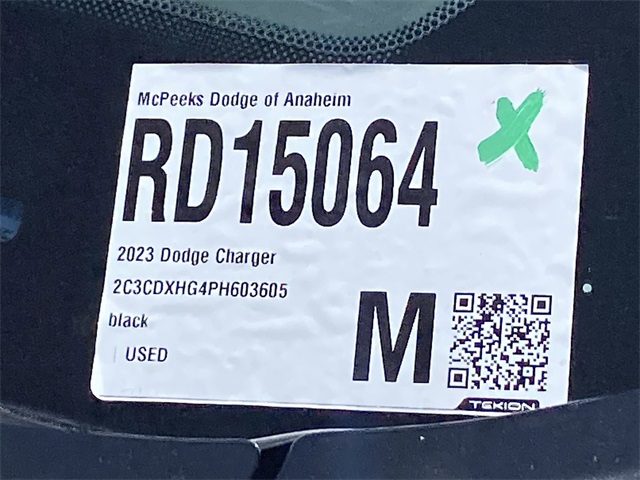 McPeeks Dodge of Anaheim
RD15064
2023 Dodge Charger
2C3CDXHG4PH603605
black
USED
M
TEKION